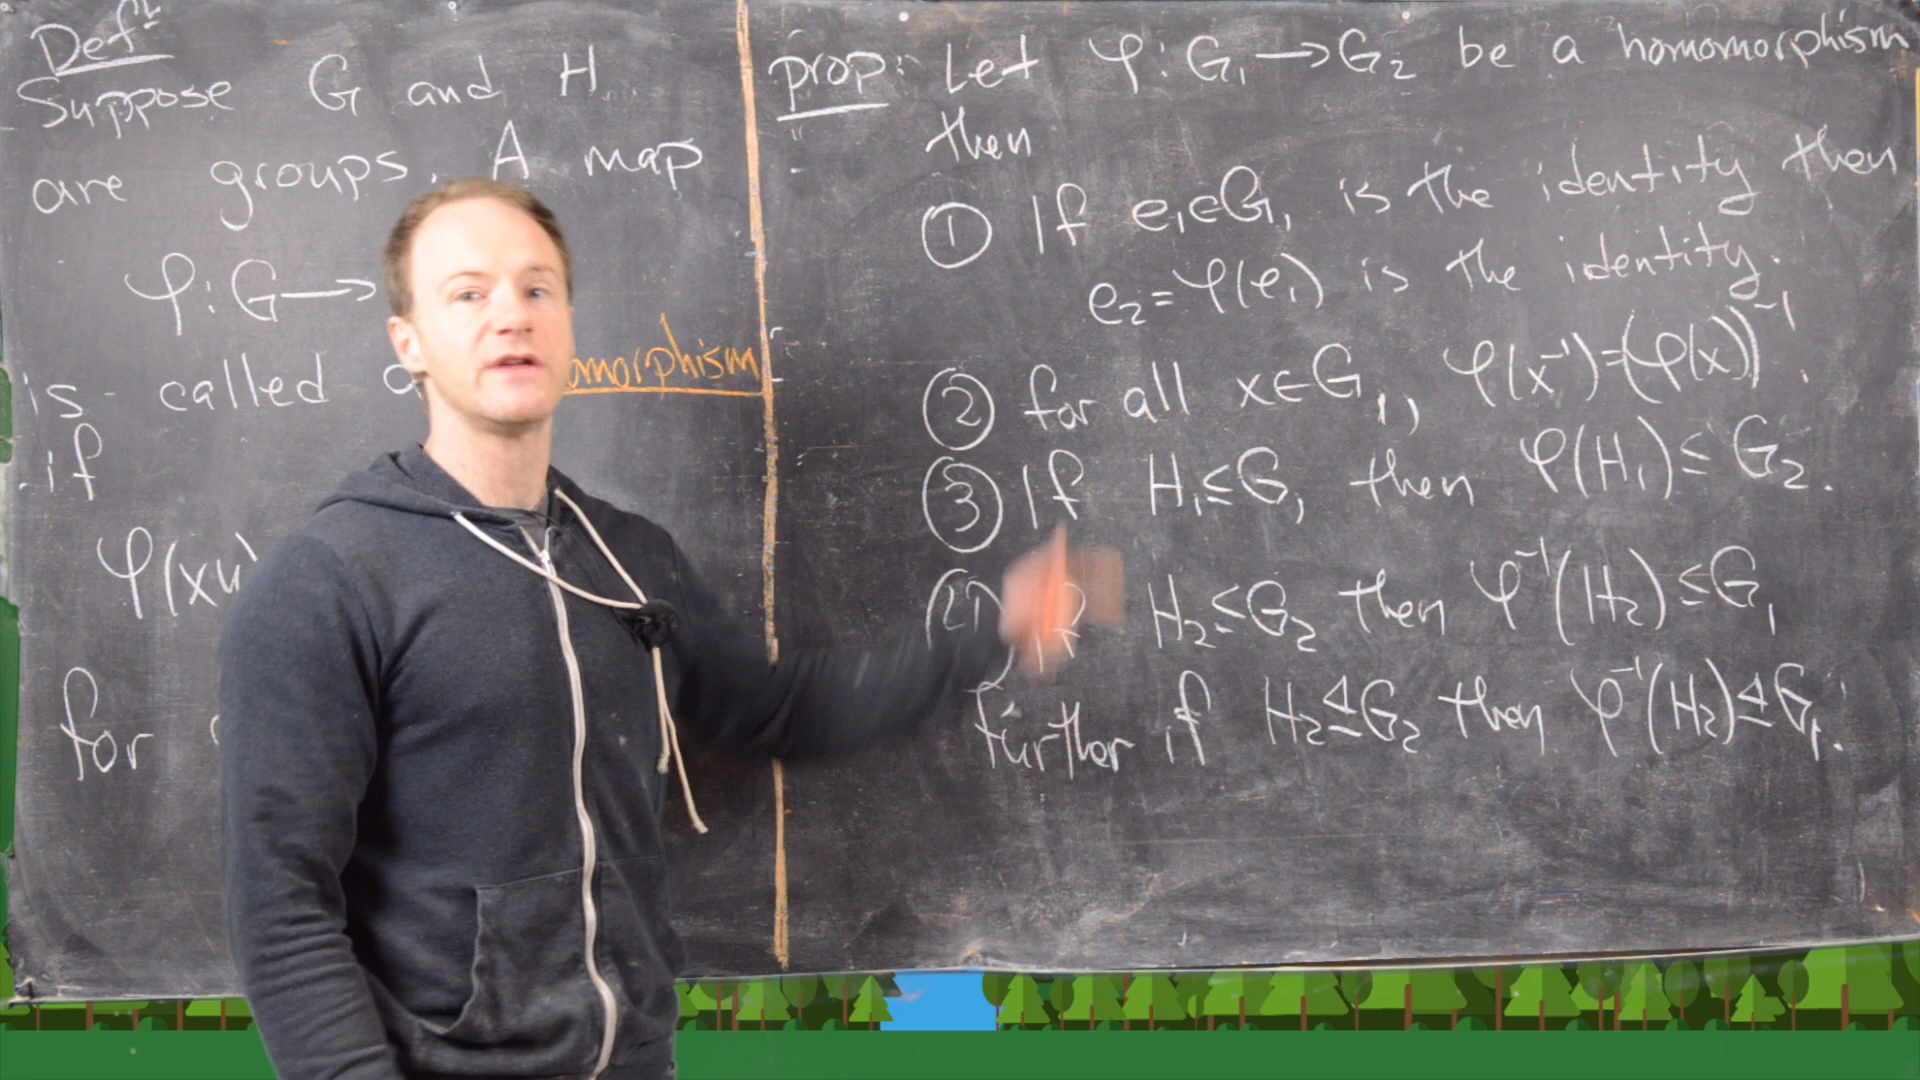 Defⁿ
Suppose G and H
are groups. A map
φ: G →
is called a omorphism
if
φ(xy
for
prop: Let φ: G₁ → G₂ be a homomorphism
then
① If e₁∈G₁ is the identity then
e₂=φ(e₁) is the identity.
② for all x∈G₁, φ(x⁻¹)=(φ(x))⁻¹.
③ If H₁≤G₁ then φ(H₁)≤G₂.
H₂≤G₂ then φ⁻¹(H₂)≤G₁
further if H₂⊴G₂ then φ⁻¹(H₂)⊴G₁.